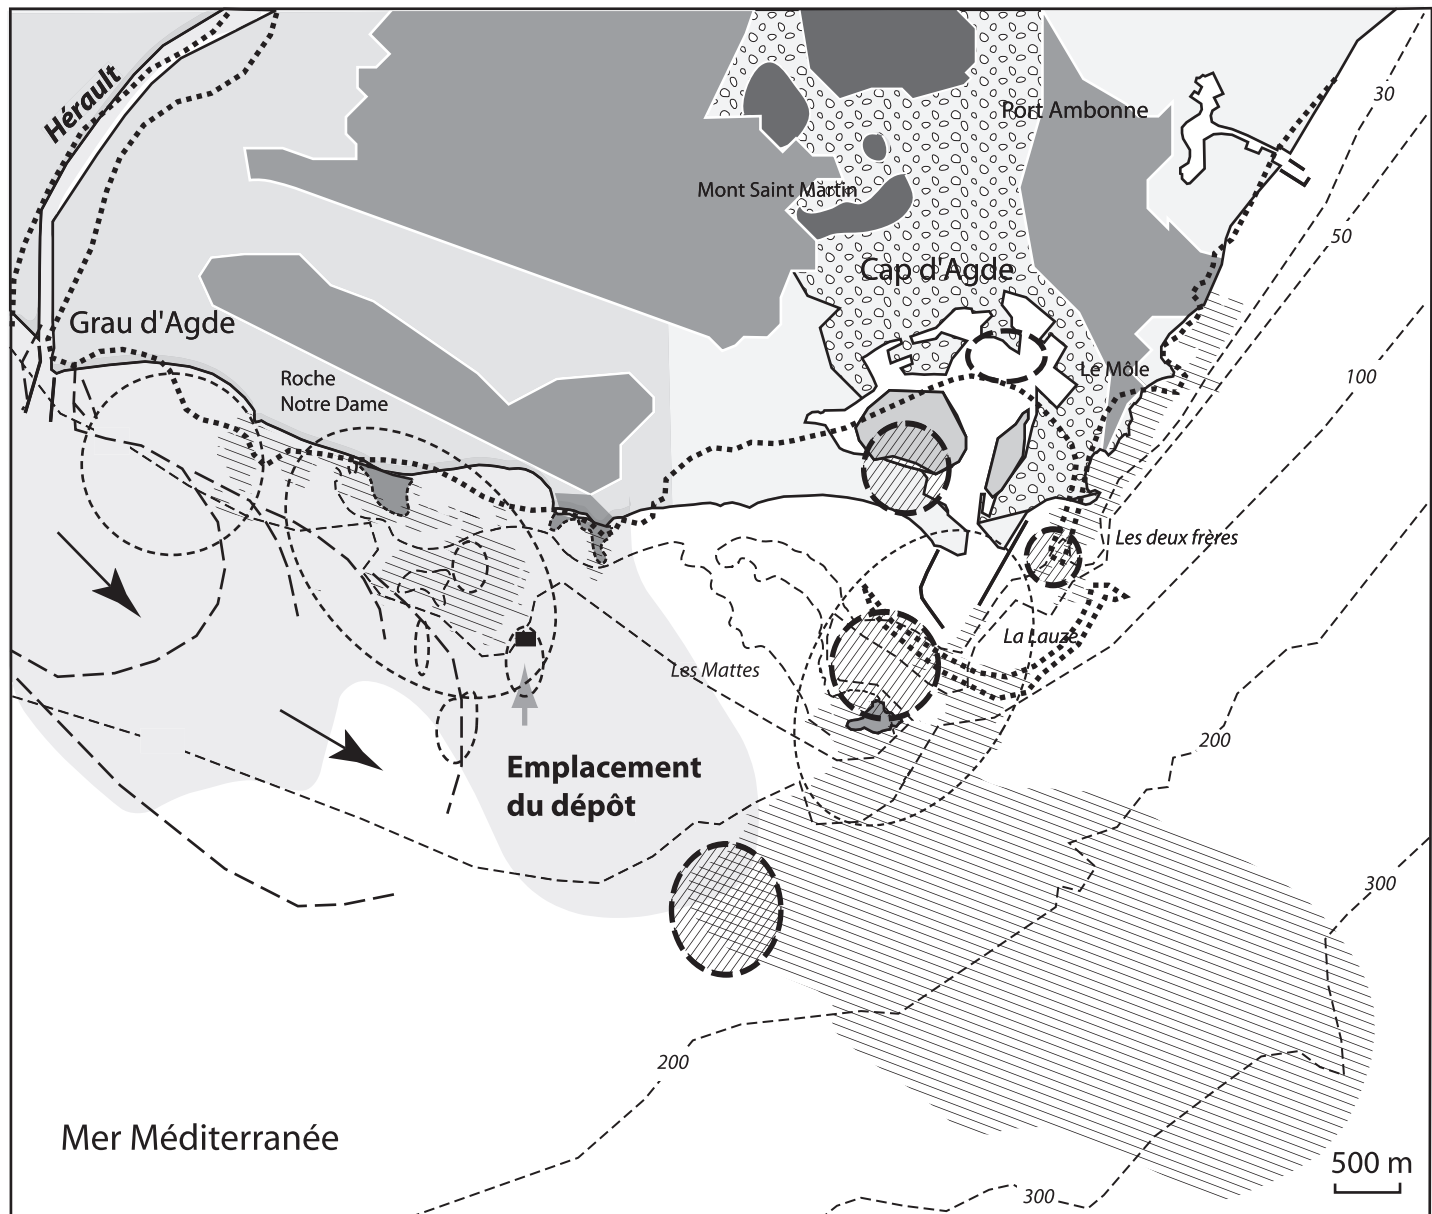 Hérault
30
Port Ambonne
Mont Saint Martin
50
Cap d'Agde
Grau d'Agde
Le Môle
100
Roche
Notre Dame
Les deux frères
La Lauze
Les Mattes
200
Emplacement
du dépôt
300
200
Mer Méditerranée
500 m
300